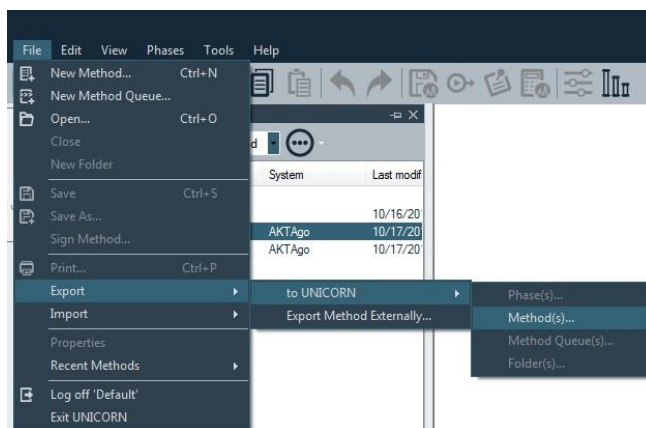 File Edit View Phases Tools Help
New Method... Ctrl+N
New Method Queue...
Open... Ctrl+O
Close
New Folder
Save Ctrl+S
Save As...
Sign Method...
Print... Ctrl+P
Export
Import
Properties
Recent Methods
Log off 'Default'
Exit UNICORN
d
System Last modif
10/16/20
AKTAgo 10/17/20
AKTAgo 10/17/20
to UNICORN
Export Method Externally...
Phase(s)...
Method(s)...
Method Queue(s)...
Folder(s)...